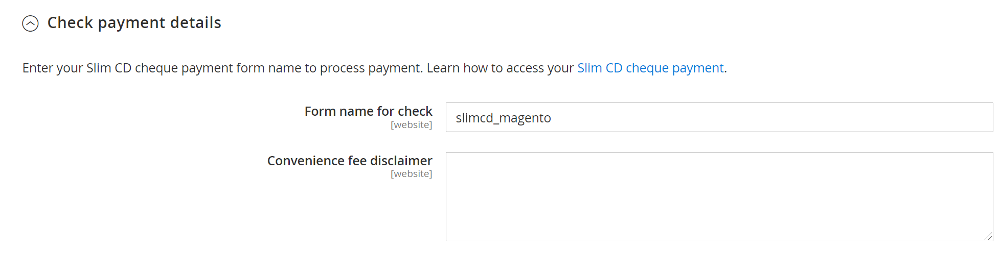 Check payment details
Enter your Slim CD cheque payment form name to process payment. Learn how to access your Slim CD cheque payment.
Form name for check
[website]
slimcd_magento
Convenience fee disclaimer
[website]